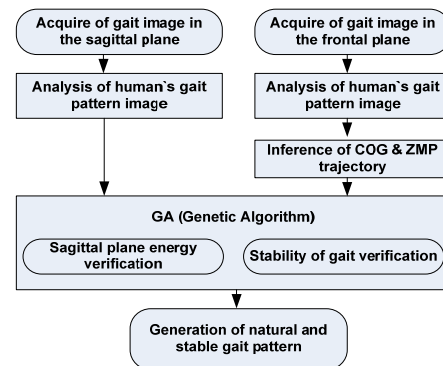 Acquire of gait image in
the sagittal plane
Acquire of gait image in
the frontal plane
Analysis of human`s gait
pattern image
Analysis of human`s gait
pattern image
Inference of COG & ZMP
trajectory
GA (Genetic Algorithm)
Sagittal plane energy
verification
Stability of gait verification
Generation of natural and
stable gait pattern